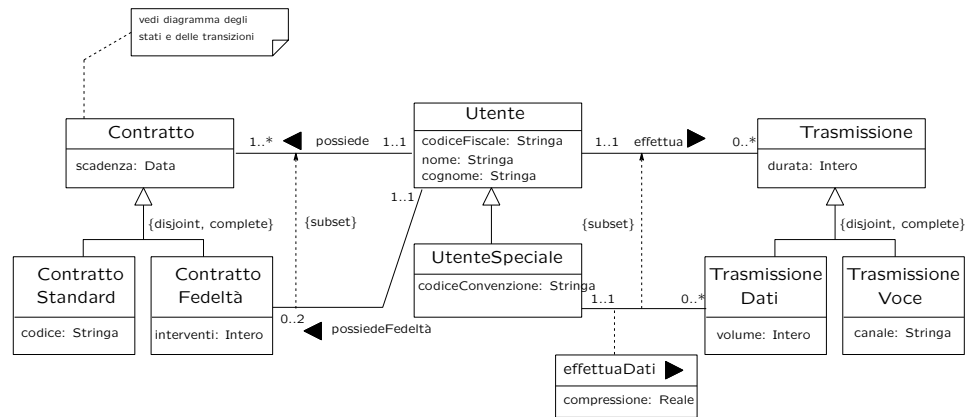 vedi diagramma degli
stati e delle transizioni
Contratto
scadenza: Data
1..*
possiede
1..1
Utente
codiceFiscale: Stringa
nome: Stringa
cognome: Stringa
1..1
effettua
0..*
Trasmissione
durata: Intero
1..1
{disjoint, complete}
{subset}
{subset}
{disjoint, complete}
Contratto
Standard
codice: Stringa
Contratto
Fedeltà
interventi: Intero
0..2
possiedeFedeltà
UtenteSpeciale
codiceConvenzione: Stringa
1..1
0..*
Trasmissione
Dati
volume: Intero
Trasmissione
Voce
canale: Stringa
effettuaDati
compressione: Reale